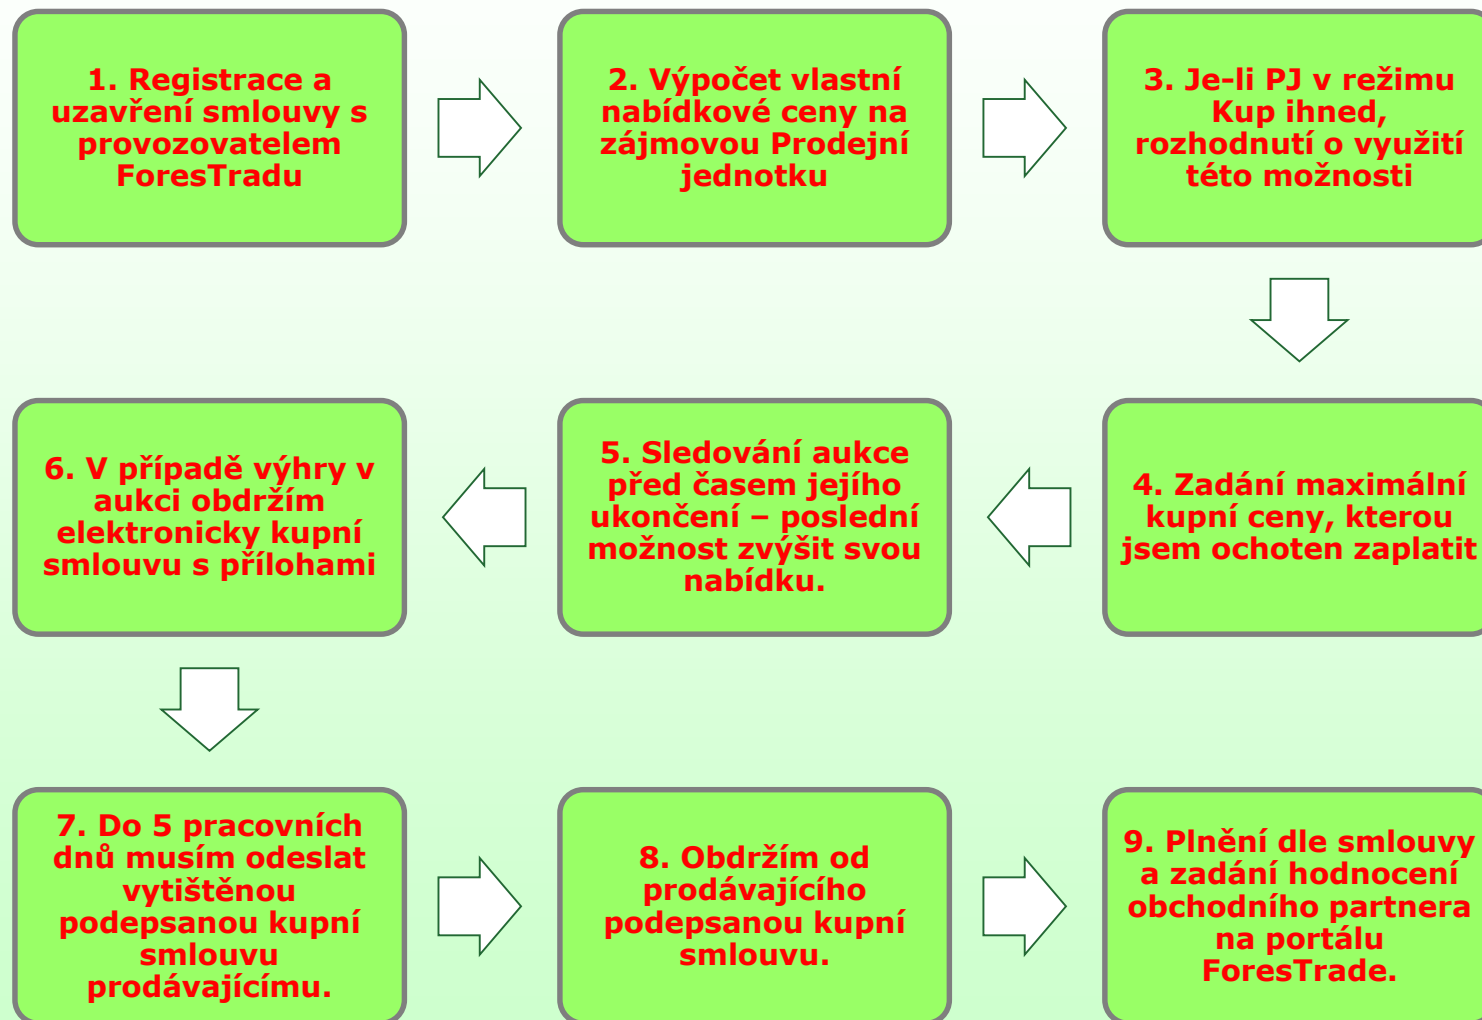 1. Registrace a
uzavření smlouvy s
provozovatelem
ForesTradu
2. Výpočet vlastní
nabídkové ceny na
zájmovou Prodejní
jednotku
3. Je-li PJ v režimu
Kup ihned,
rozhodnutí o využití
této možnosti
4. Zadání maximální
kupní ceny, kterou
jsem ochoten zaplatit
5. Sledování aukce
před časem jejího
ukončení – poslední
možnost zvýšit svou
nabídku.
6. V případě výhry v
aukci obdržím
elektronicky kupní
smlouvu s přílohami
7. Do 5 pracovních
dnů musím odeslat
vytištěnou
podepsanou kupní
smlouvu
prodávajícímu.
8. Obdržím od
prodávajícího
podepsanou kupní
smlouvu.
9. Plnění dle smlouvy
a zadání hodnocení
obchodního partnera
na portálu
ForesTrade.